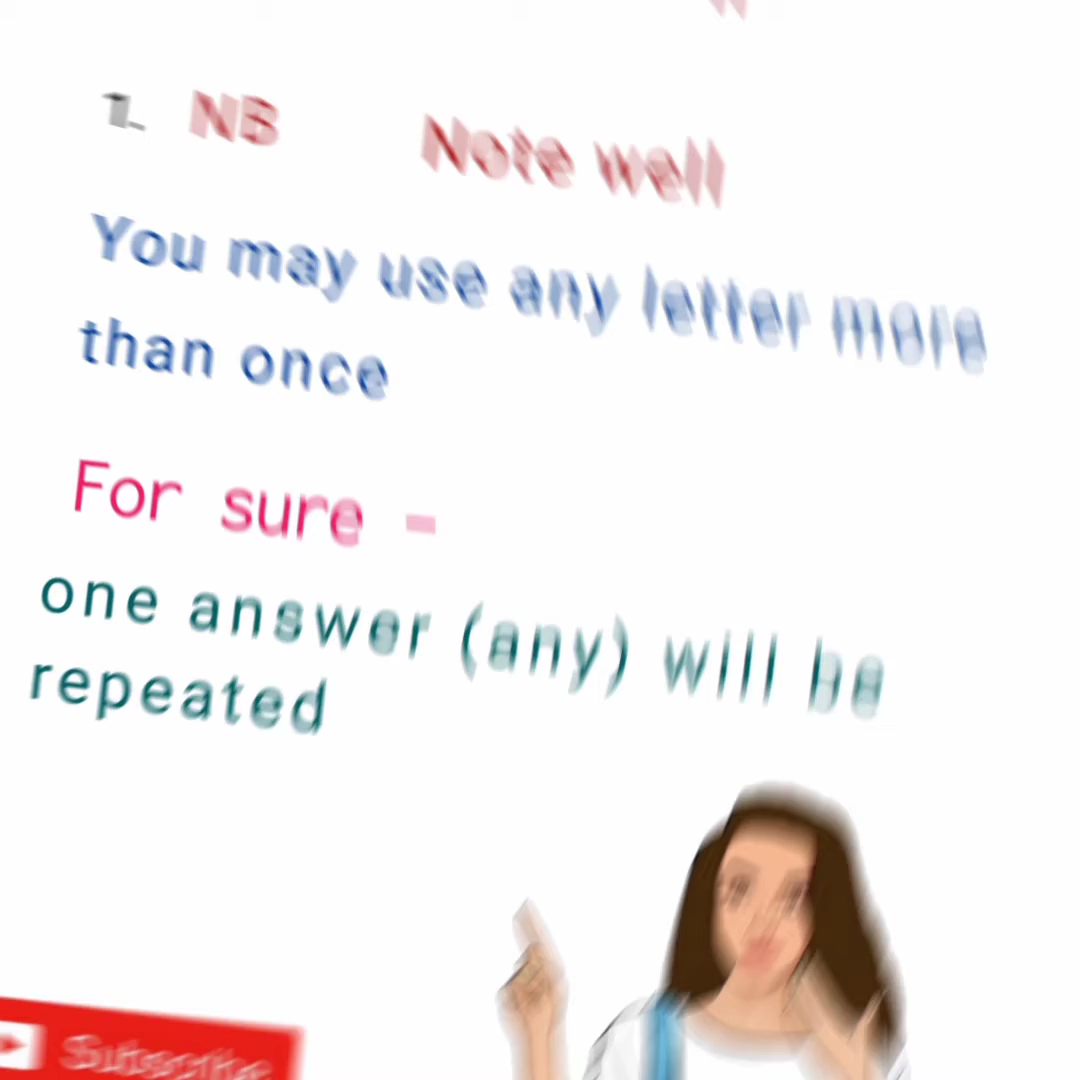 1. NB Note well
You may use any letter more
than once
For sure -
one answer (any) will be
repeated
Subscribe